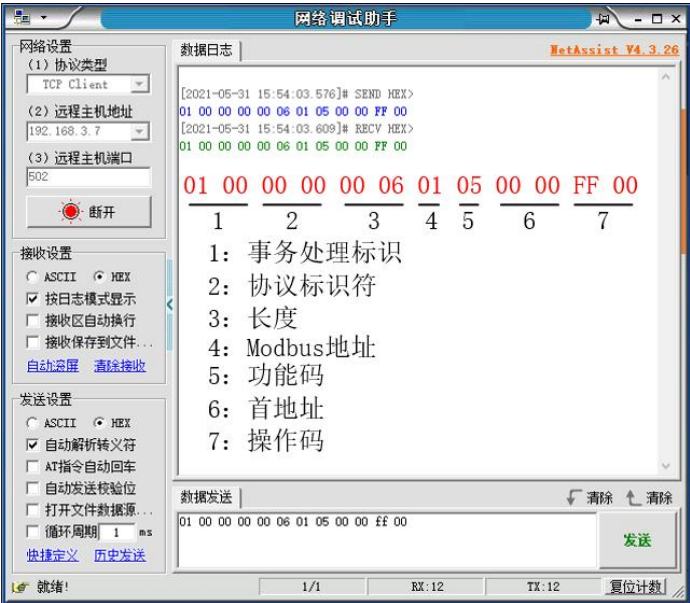 网络调试助手
网络设置
(1) 协议类型
TCP Client
(2) 远程主机地址
192.168.3.7
(3) 远程主机端口
502
断开
接收设置
ASCII HEX
按日志模式显示
接收区自动换行
接收保存到文件...
自动滚屏 清除接收
发送设置
ASCII HEX
自动解析转义符
AT指令自动回车
自动发送校验位
打开文件数据源...
循环周期 1 ms
快捷定义 历史发送
数据日志 NetAssist V4.3.26
[2021-05-31 15:54:03.576]# SEND HEX>
01 00 00 00 00 06 01 05 00 00 FF 00
[2021-05-31 15:54:03.609]# RECV HEX>
01 00 00 00 00 06 01 05 00 00 FF 00
01 00 00 00 00 06 01 05 00 00 FF 00
1 2 3 4 5 6 7
1: 事务处理标识
2: 协议标识符
3: 长度
4: Modbus地址
5: 功能码
6: 首地址
7: 操作码
数据发送 清除 清除
01 00 00 00 00 06 01 05 00 00 ff 00
发送
就绪! 1/1 RX:12 TX:12 复位计数